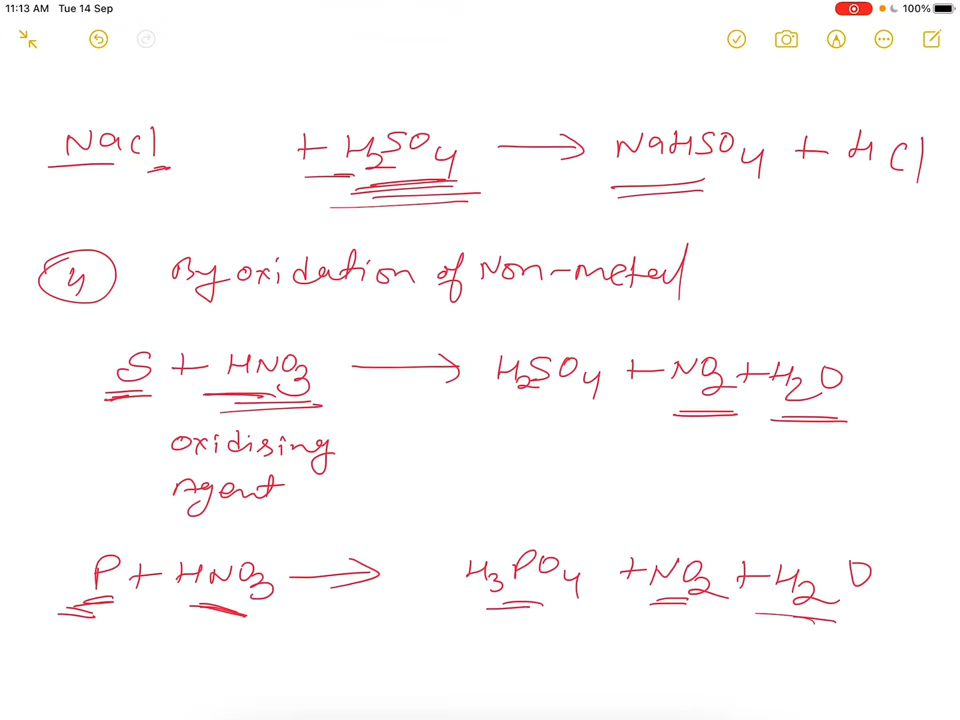 11:13 AM Tue 14 Sep 100%
NaCl + H₂SO₄ → NaHSO₄ + HCl
4 By oxidation of Non-metal
S + HNO₃ → H₂SO₄ + NO₂ + H₂O
oxidising
Agent
P + HNO₃ → H₃PO₄ + NO₂ + H₂O